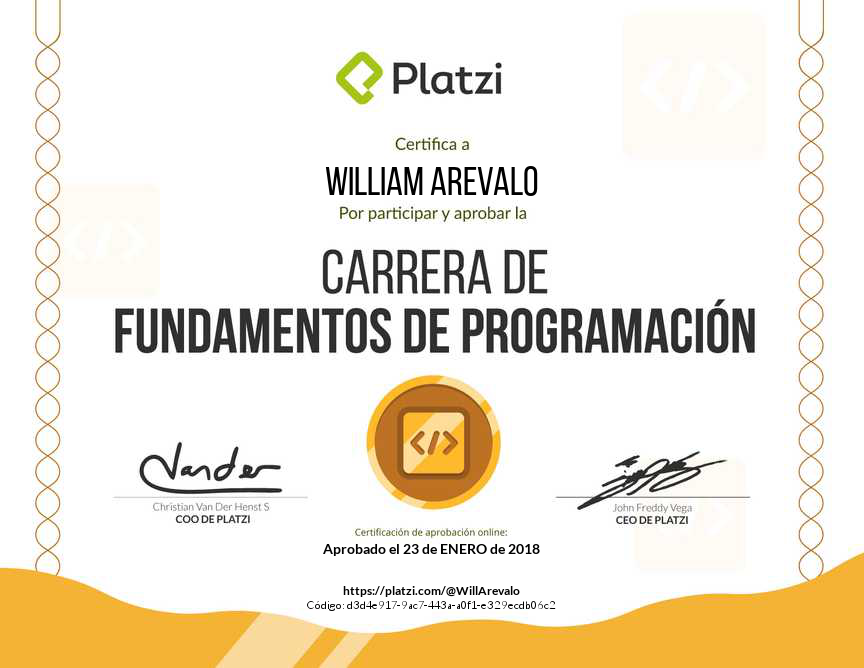 Platzi
Certifica a
WILLIAM AREVALO
Por participar y aprobar la
CARRERA DE
FUNDAMENTOS DE PROGRAMACIÓN
</>
Christian Van Der Henst S
COO DE PLATZI
John Freddy Vega
CEO DE PLATZI
Certificación de aprobación online:
Aprobado el 23 de ENERO de 2018
https://platzi.com/@WillArevalo
Código: d3d4e917-9ac7-443a-a0f1-e329ecdb06c2